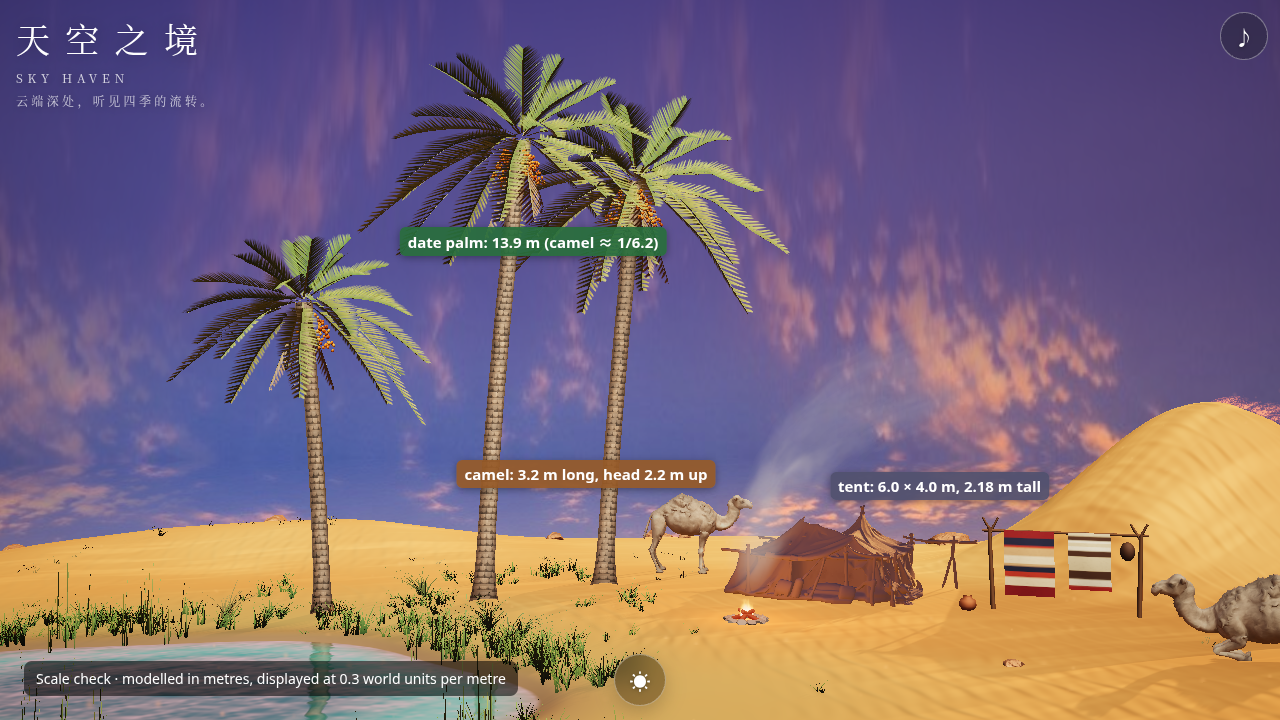 天空之境
SKY HAVEN
云端深处，听见四季的流转。
date palm: 13.9 m (camel ≈ 1/6.2)
camel: 3.2 m long, head 2.2 m up
tent: 6.0 × 4.0 m, 2.18 m tall
Scale check · modelled in metres, displayed at 0.3 world units per metre